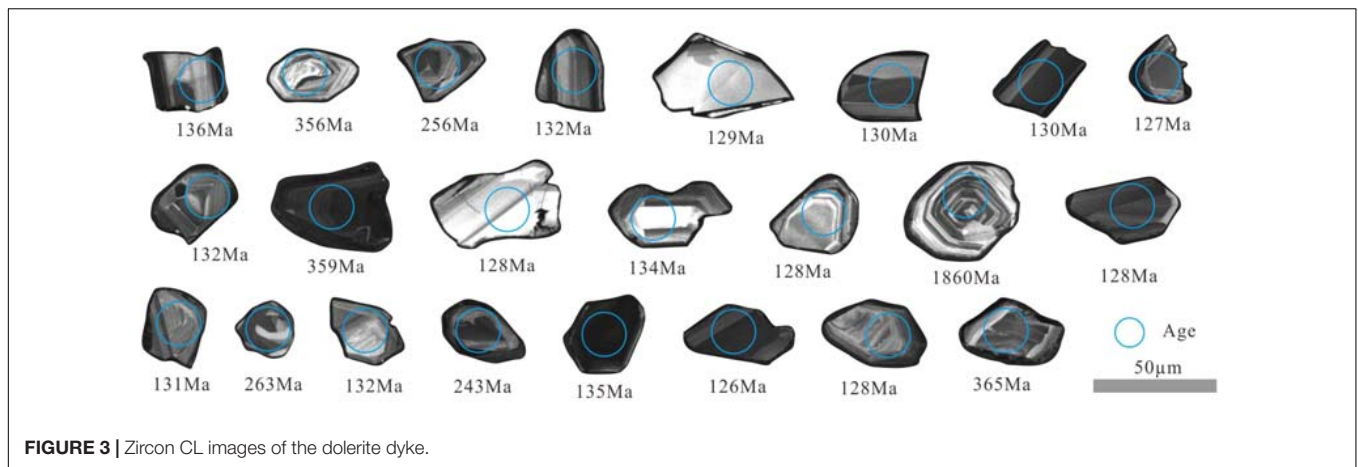 136Ma 356Ma 256Ma 132Ma 129Ma 130Ma 130Ma 127Ma
132Ma 359Ma 128Ma 134Ma 128Ma 1860Ma 128Ma
Age
50µm
131Ma 263Ma 132Ma 243Ma 135Ma 126Ma 128Ma 365Ma
FIGURE 3 | Zircon CL images of the dolerite dyke.